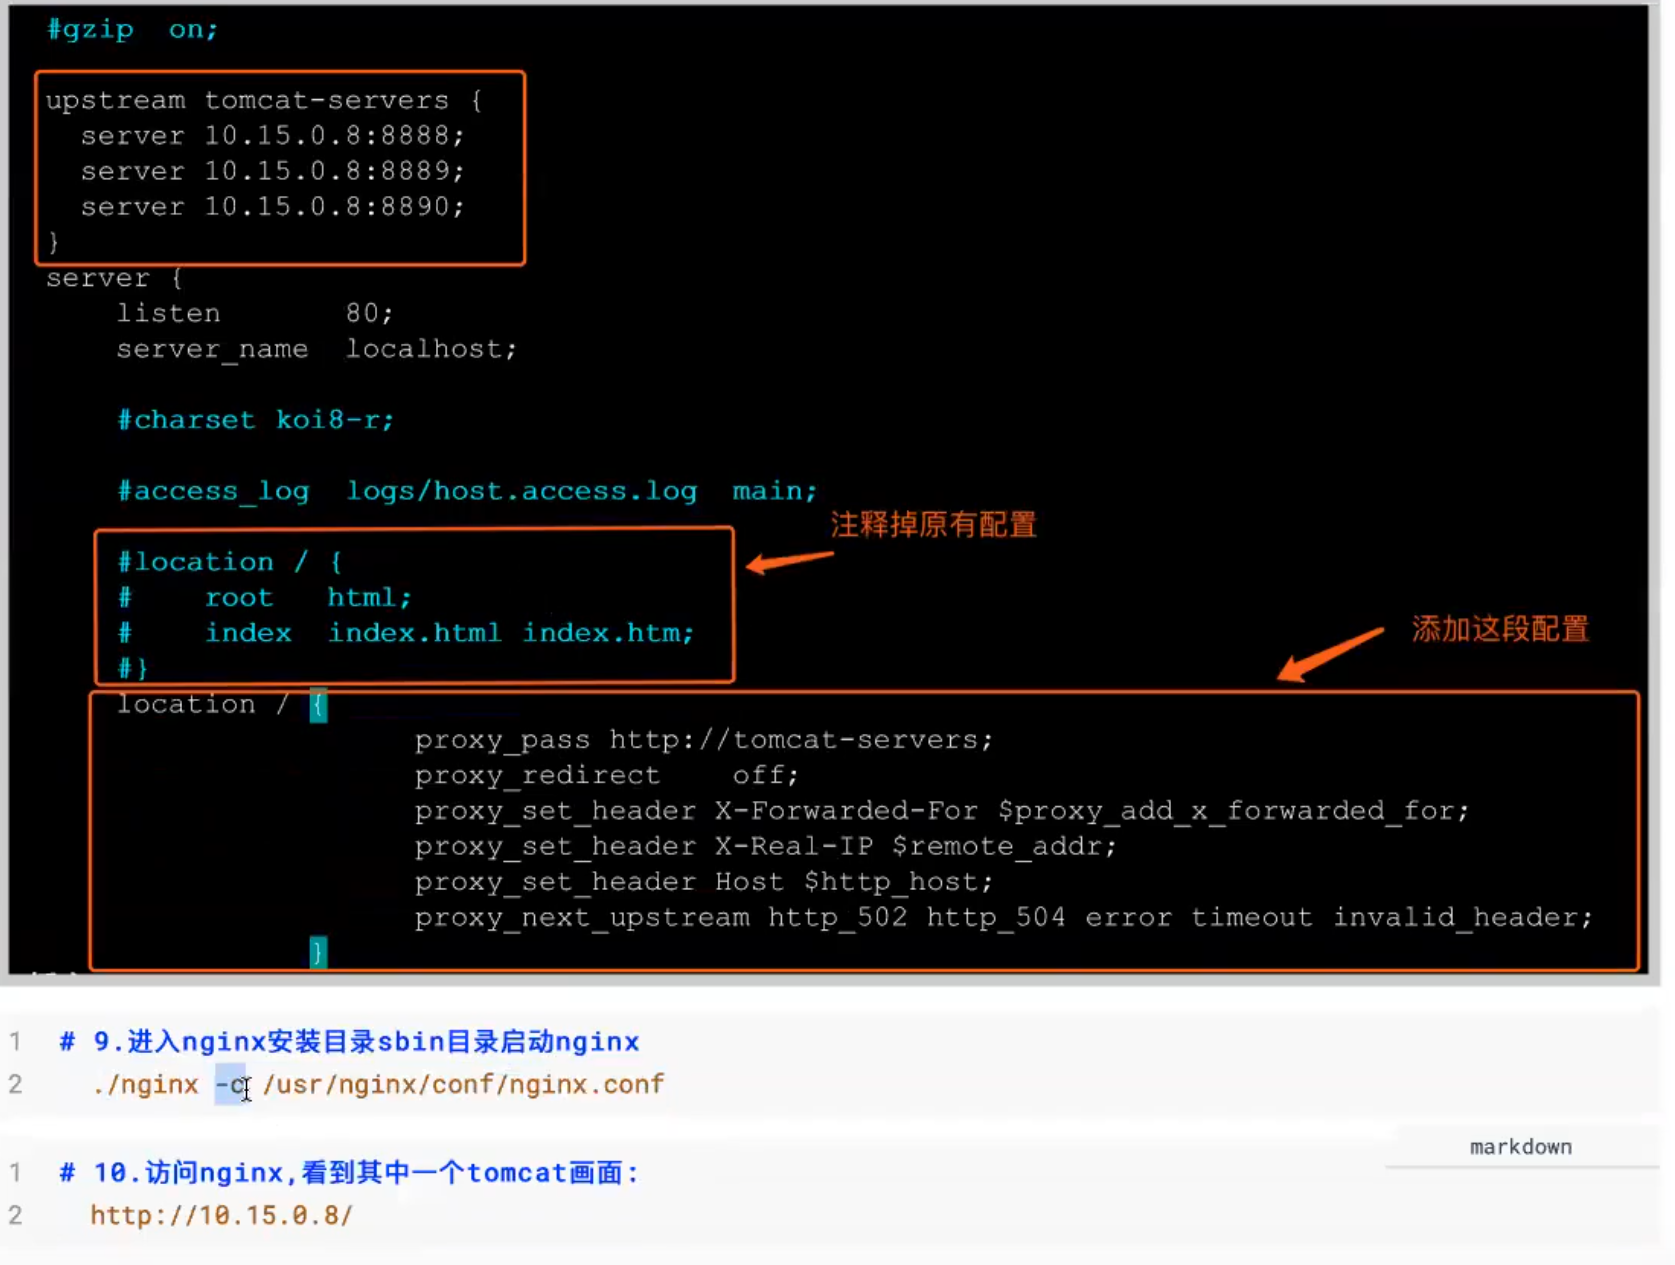 #gzip  on;
upstream tomcat-servers {
server 10.15.0.8:8888;
server 10.15.0.8:8889;
server 10.15.0.8:8890;
}
server {
listen       80;
server_name  localhost;
#charset koi8-r;
#access_log  logs/host.access.log  main;
注释掉原有配置
#location / {
#    root   html;
#    index  index.html index.htm;
#}
添加这段配置
location / {
proxy_pass http://tomcat-servers;
proxy_redirect    off;
proxy_set_header X-Forwarded-For $proxy_add_x_forwarded_for;
proxy_set_header X-Real-IP $remote_addr;
proxy_set_header Host $http_host;
proxy_next_upstream http_502 http_504 error timeout invalid_header;
}
1 # 9.进入nginx安装目录sbin目录启动nginx
2 ./nginx -c /usr/nginx/conf/nginx.conf
markdown
1 # 10.访问nginx,看到其中一个tomcat画面:
2 http://10.15.0.8/